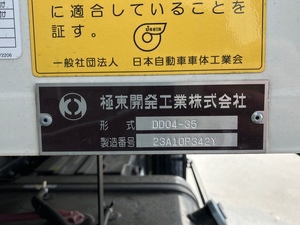 に適合していることを
証す。
一般社団法人 日本自動車車体工業会
極東開発工業株式会社
形式 DD04-35
製造番号 23A10P342Y